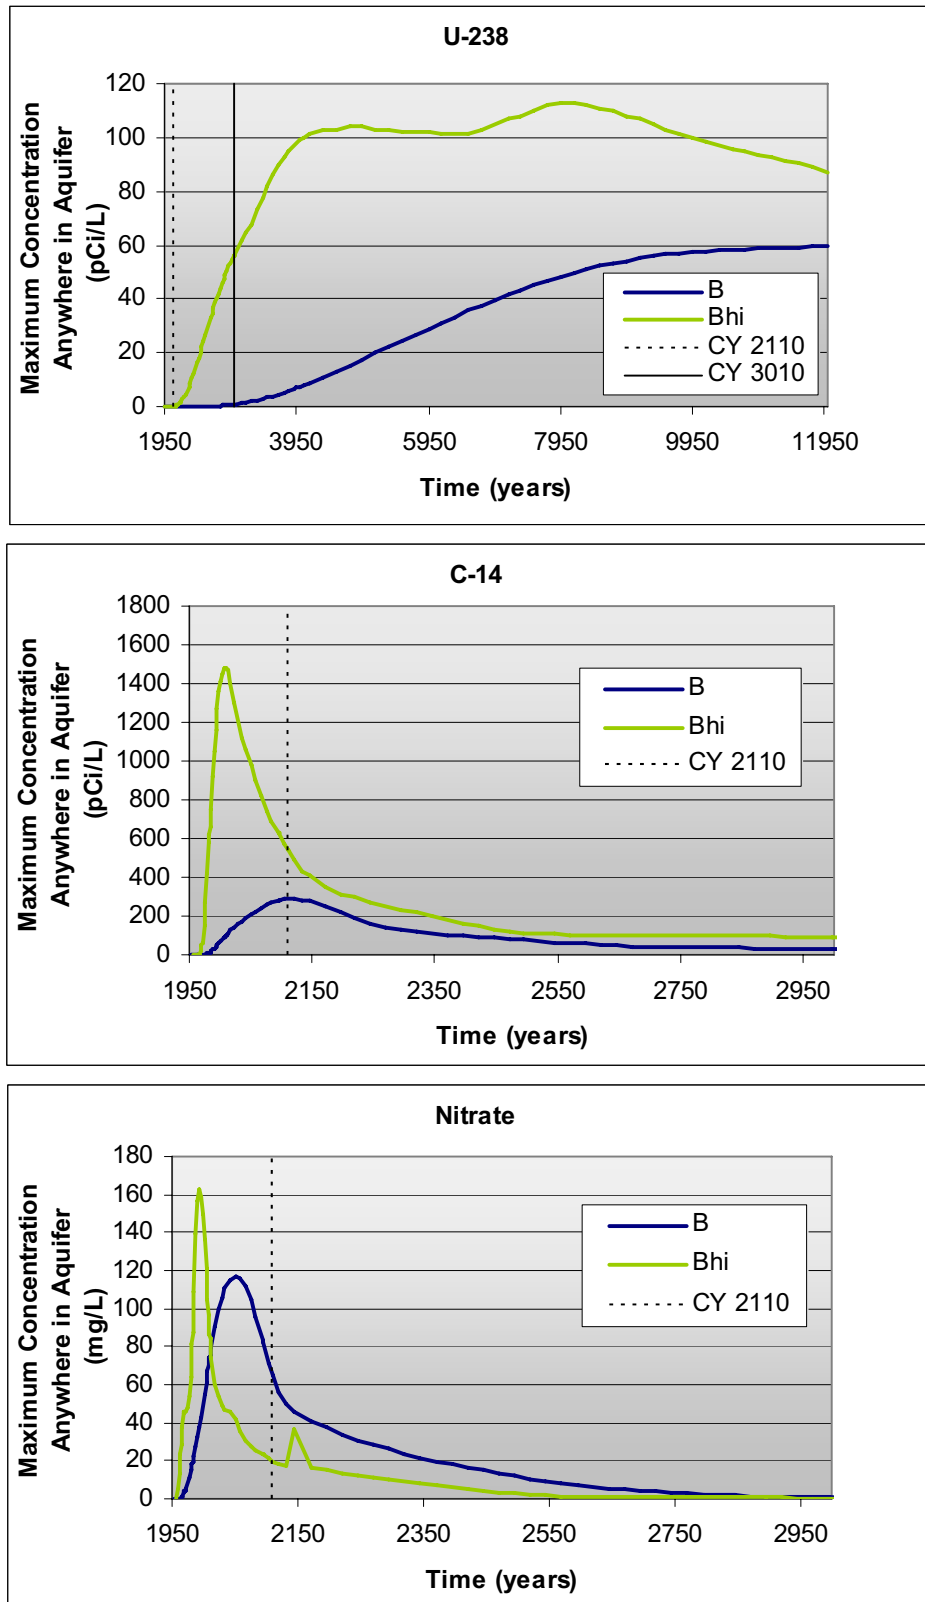 U-238
Maximum Concentration
Anywhere in Aquifer
(pCi/L)
120
100
80
60
40
20
0
B
Bhi
CY 2110
CY 3010
1950 3950 5950 7950 9950 11950
Time (years)
C-14
Maximum Concentration
Anywhere in Aquifer
(pCi/L)
1800
1600
1400
1200
1000
800
600
400
200
0
B
Bhi
CY 2110
1950 2150 2350 2550 2750 2950
Time (years)
Nitrate
Maximum Concentration
Anywhere in Aquifer
(mg/L)
180
160
140
120
100
80
60
40
20
0
B
Bhi
CY 2110
1950 2150 2350 2550 2750 2950
Time (years)